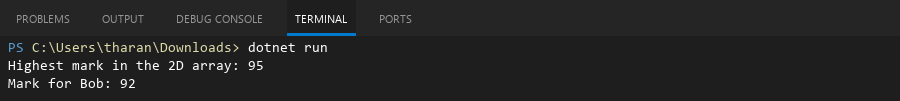 PROBLEMS OUTPUT DEBUG CONSOLE TERMINAL PORTS
PS C:\Users\tharan\Downloads> dotnet run
Highest mark in the 2D array: 95
Mark for Bob: 92